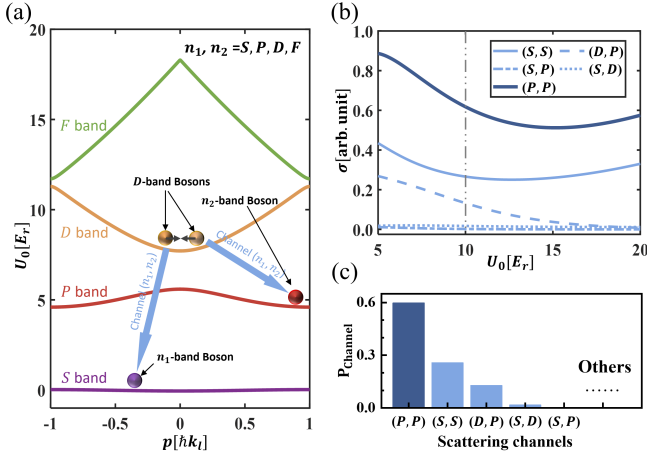 (a)
n₁, n₂ =S, P, D, F
20
15
10
5
0
U₀[Eᵣ]
F band
D band
P band
S band
D-band Bosons
n₂-band Boson
Channel (n₁, n₂)
Channel (n₁, n₂)
n₁-band Boson
-1
-0.5
0
0.5
1
p[ℏkₗ]
(b)
1.0
0.8
0.6
0.4
0.2
0.0
σ[arb. unit]
(S, S)
(D, P)
(S, P)
(S, D)
(P, P)
5
10
15
20
U₀[Eᵣ]
(c)
0.6
0.3
0.0
P_Channel
Others
......
(P, P)
(S, S)
(D, P)
(S, D)
(S, P)
Scattering channels